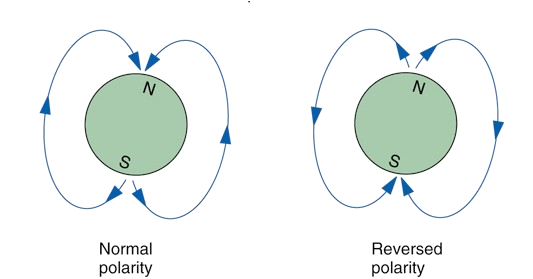 N
S
Normal
polarity
N
S
Reversed
polarity